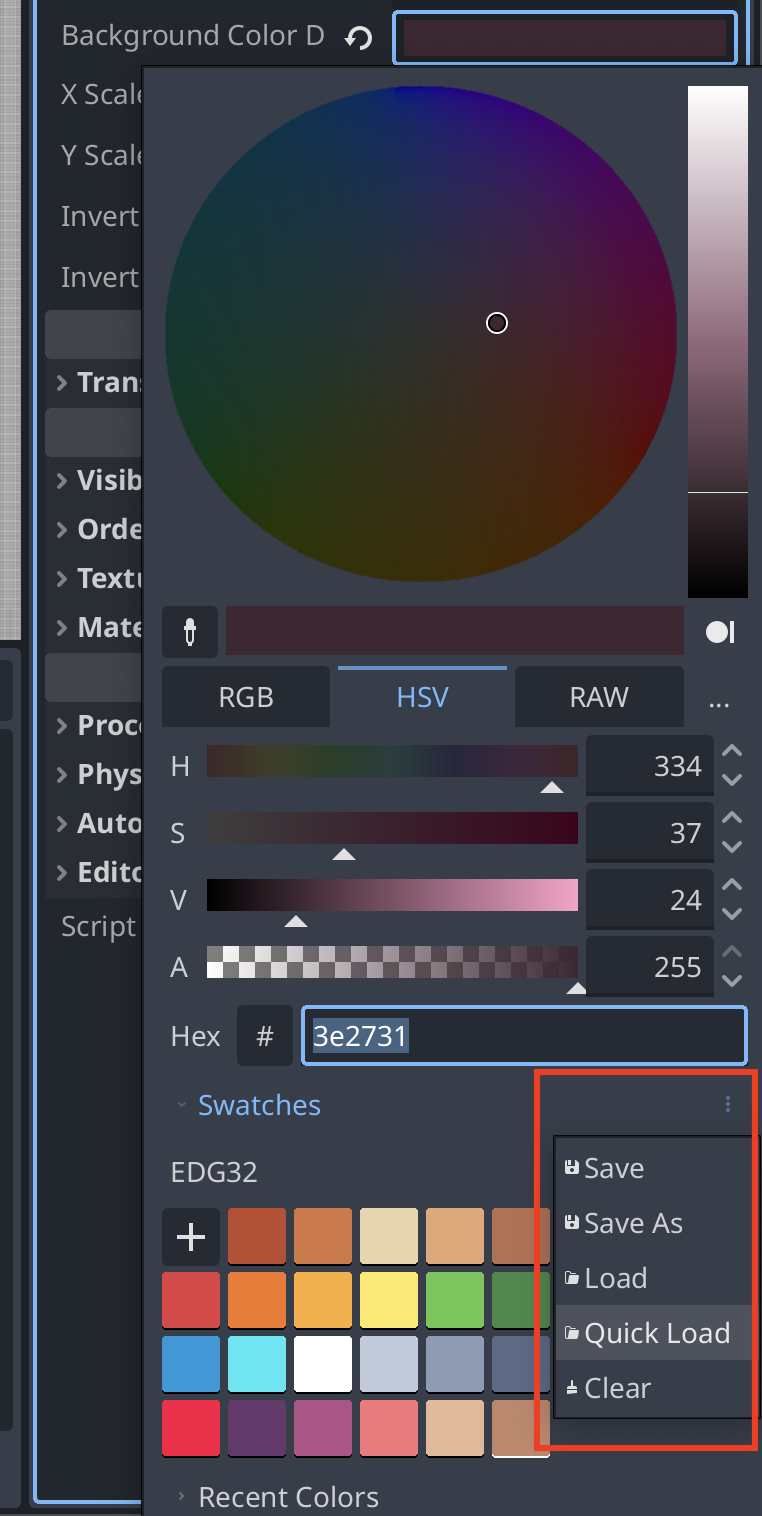 Background Color D
X Scale
Y Scale
Invert
Invert
Trans
Visib
Orde
Textu
Mate
Proc
Phys
Auto
Edito
Script
RGB
HSV
RAW
...
H 334
S 37
V 24
A 255
Hex # 3e2731
Swatches
EDG32
Save
Save As
Load
Quick Load
Clear
Recent Colors